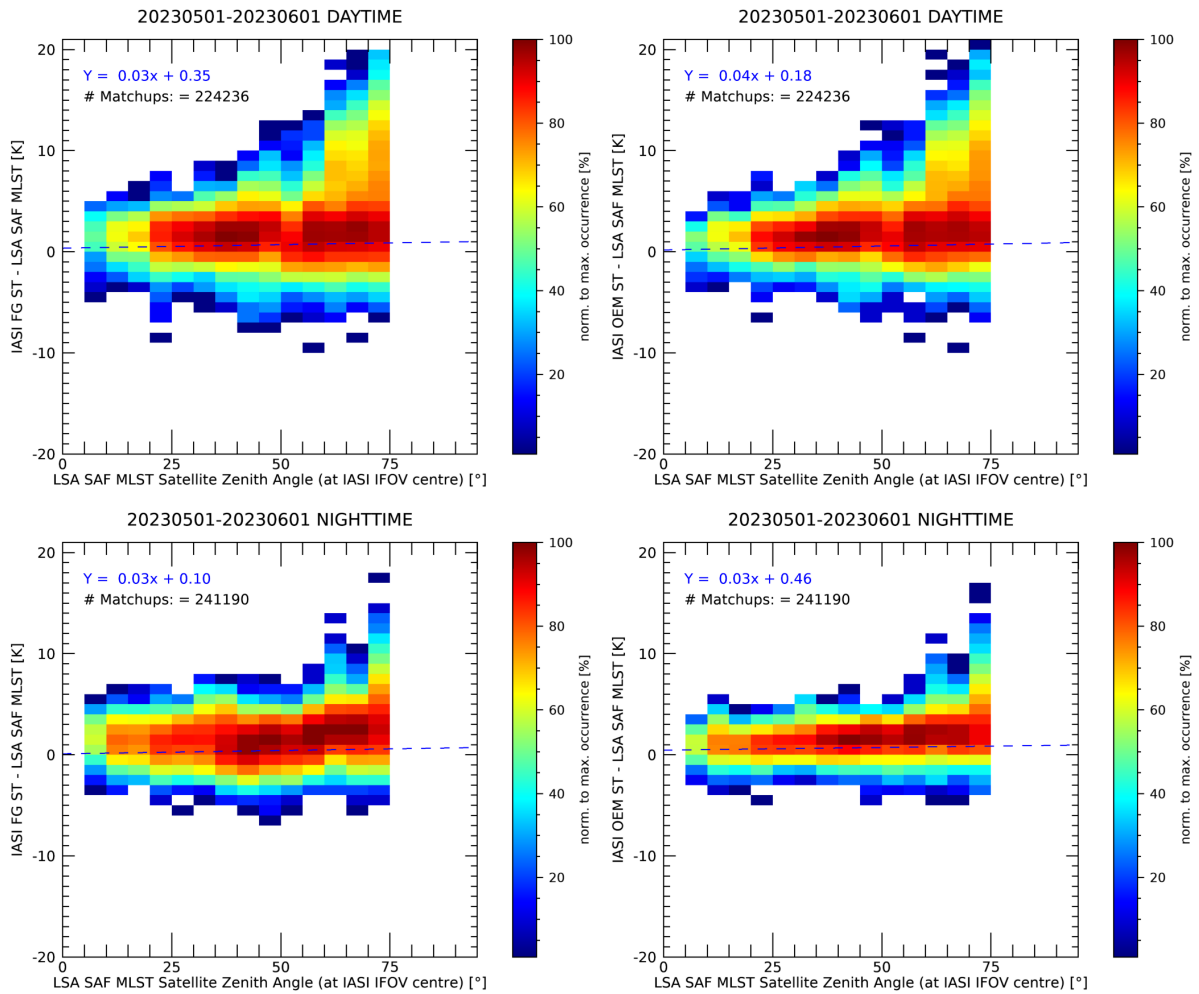 20230501-20230601 DAYTIME
Y = 0.03x + 0.35
# Matchups: = 224236
20
10
0
-10
-20
0
25
50
75
IASI FG ST - LSA SAF MLST [K]
LSA SAF MLST Satellite Zenith Angle (at IASI IFOV centre) [°]
100
80
60
40
20
norm. to max. occurrence [%]
20230501-20230601 DAYTIME
Y = 0.04x + 0.18
# Matchups: = 224236
20
10
0
-10
-20
0
25
50
75
IASI OEM ST - LSA SAF MLST [K]
LSA SAF MLST Satellite Zenith Angle (at IASI IFOV centre) [°]
100
80
60
40
20
norm. to max. occurrence [%]
20230501-20230601 NIGHTTIME
Y = 0.03x + 0.10
# Matchups: = 241190
20
10
0
-10
-20
0
25
50
75
IASI FG ST - LSA SAF MLST [K]
LSA SAF MLST Satellite Zenith Angle (at IASI IFOV centre) [°]
100
80
60
40
20
norm. to max. occurrence [%]
20230501-20230601 NIGHTTIME
Y = 0.03x + 0.46
# Matchups: = 241190
20
10
0
-10
-20
0
25
50
75
IASI OEM ST - LSA SAF MLST [K]
LSA SAF MLST Satellite Zenith Angle (at IASI IFOV centre) [°]
100
80
60
40
20
norm. to max. occurrence [%]